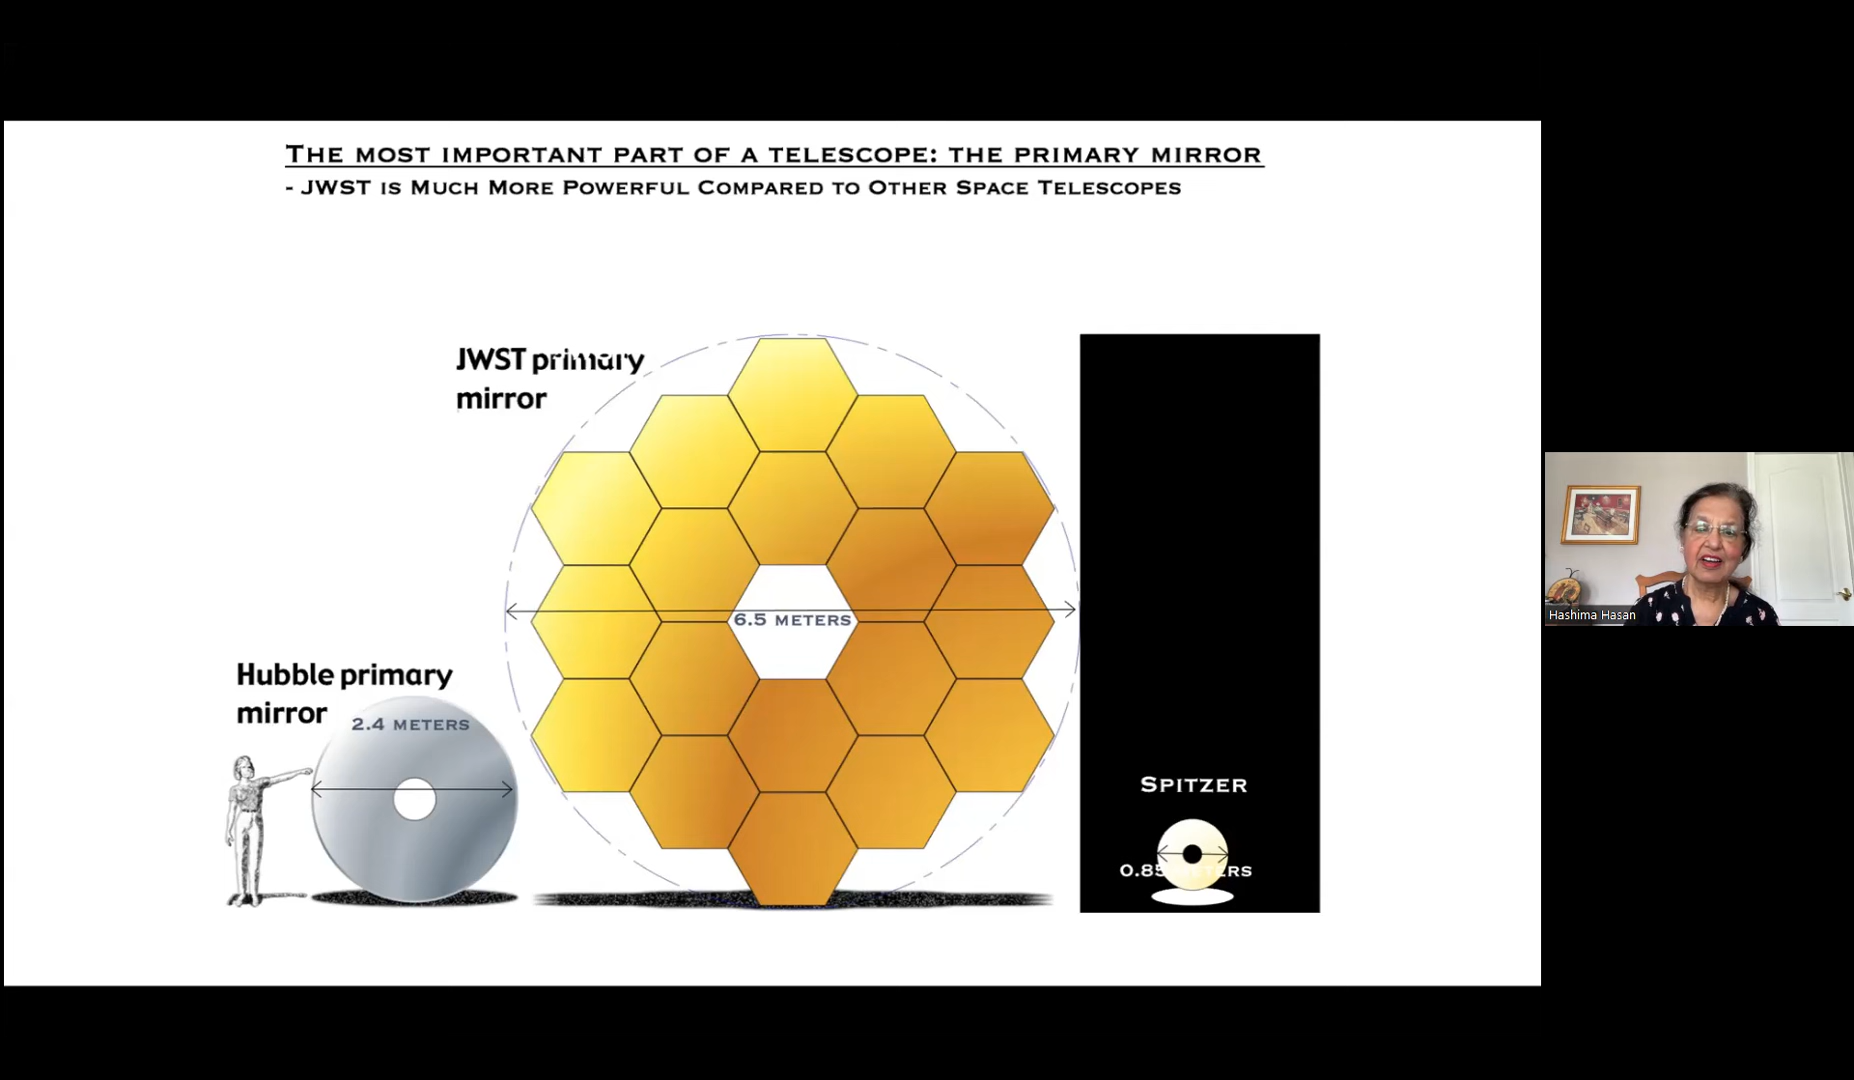 THE MOST IMPORTANT PART OF A TELESCOPE: THE PRIMARY MIRROR
- JWST IS MUCH MORE POWERFUL COMPARED TO OTHER SPACE TELESCOPES
JWST primary
mirror
6.5 METERS
Hubble primary
mirror
2.4 METERS
SPITZER
0.85 METERS
Hashima Hasan